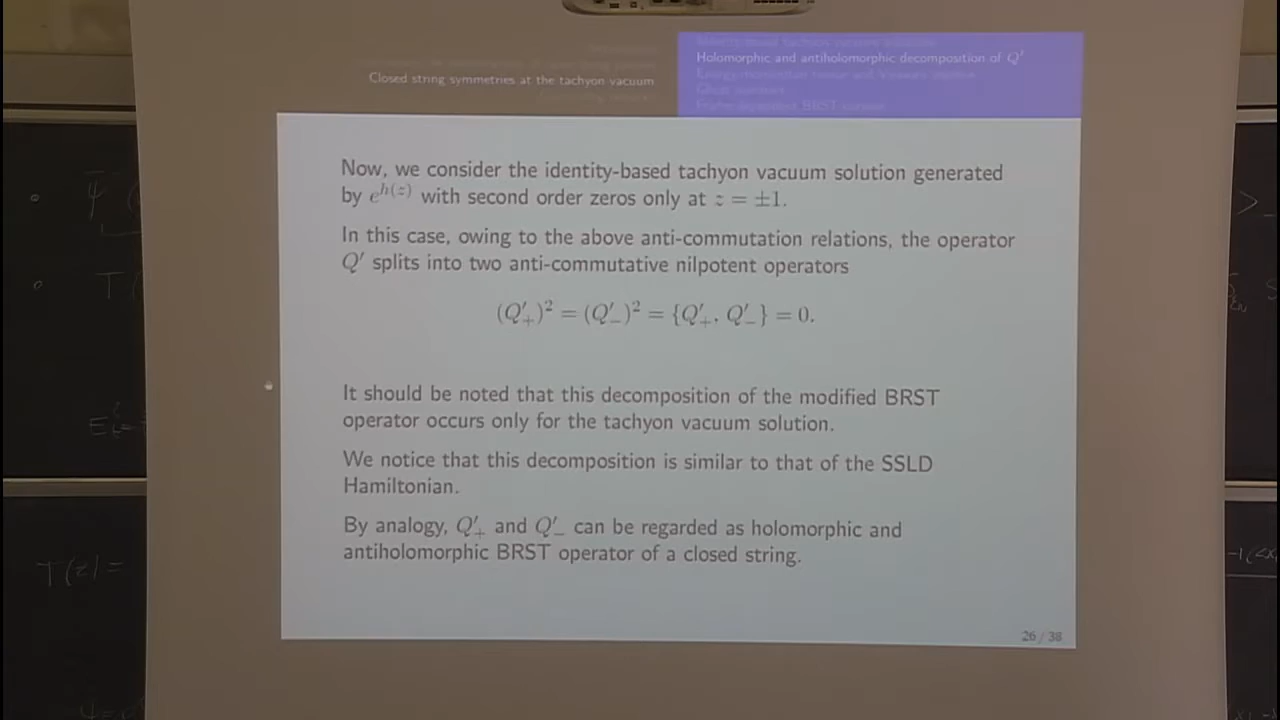 Closed string symmetries at the tachyon vacuum
Holomorphic and antiholomorphic decomposition of Q'
Now, we consider the identity-based tachyon vacuum solution generated
by e^{h(z)} with second order zeros only at z = ±1.
In this case, owing to the above anti-commutation relations, the operator
Q' splits into two anti-commutative nilpotent operators
(Q'_+)^2 = (Q'_-)^2 = {Q'_+, Q'_-} = 0.
It should be noted that this decomposition of the modified BRST
operator occurs only for the tachyon vacuum solution.
We notice that this decomposition is similar to that of the SSLD
Hamiltonian.
By analogy, Q'_+ and Q'_- can be regarded as holomorphic and
antiholomorphic BRST operator of a closed string.
26 / 38
T(z) =